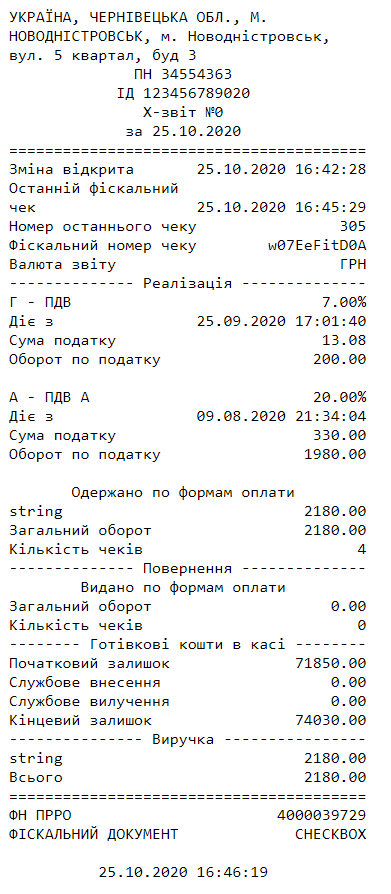 УКРАЇНА, ЧЕРНІВЕЦЬКА ОБЛ., М.
НОВОДНІСТРОВСЬК, м. Новодністровськ,
вул. 5 квартал, буд 3
ПН 34554363
ІД 123456789020
X-звіт №0
за 25.10.2020
========================================
Зміна відкрита 25.10.2020 16:42:28
Останній фіскальний
чек 25.10.2020 16:45:29
Номер останнього чеку 305
Фіскальний номер чеку w07EeFitD0A
Валюта звіту ГРН
-------------- Реалізація --------------
Г - ПДВ 7.00%
Діє з 25.09.2020 17:01:40
Сума податку 13.08
Оборот по податку 200.00
А - ПДВ А 20.00%
Діє з 09.08.2020 21:34:04
Сума податку 330.00
Оборот по податку 1980.00
Одержано по формам оплати
string 2180.00
Загальний оборот 2180.00
Кількість чеків 4
-------------- Повернення --------------
Видано по формам оплати
Загальний оборот 0.00
Кількість чеків 0
-------- Готівкові кошти в касі --------
Початковий залишок 71850.00
Службове внесення 0.00
Службове вилучення 0.00
Кінцевий залишок 74030.00
--------------- Виручка ----------------
string 2180.00
Всього 2180.00
========================================
ФН ПРРО 4000039729
ФІСКАЛЬНИЙ ДОКУМЕНТ CHECKBOX
25.10.2020 16:46:19